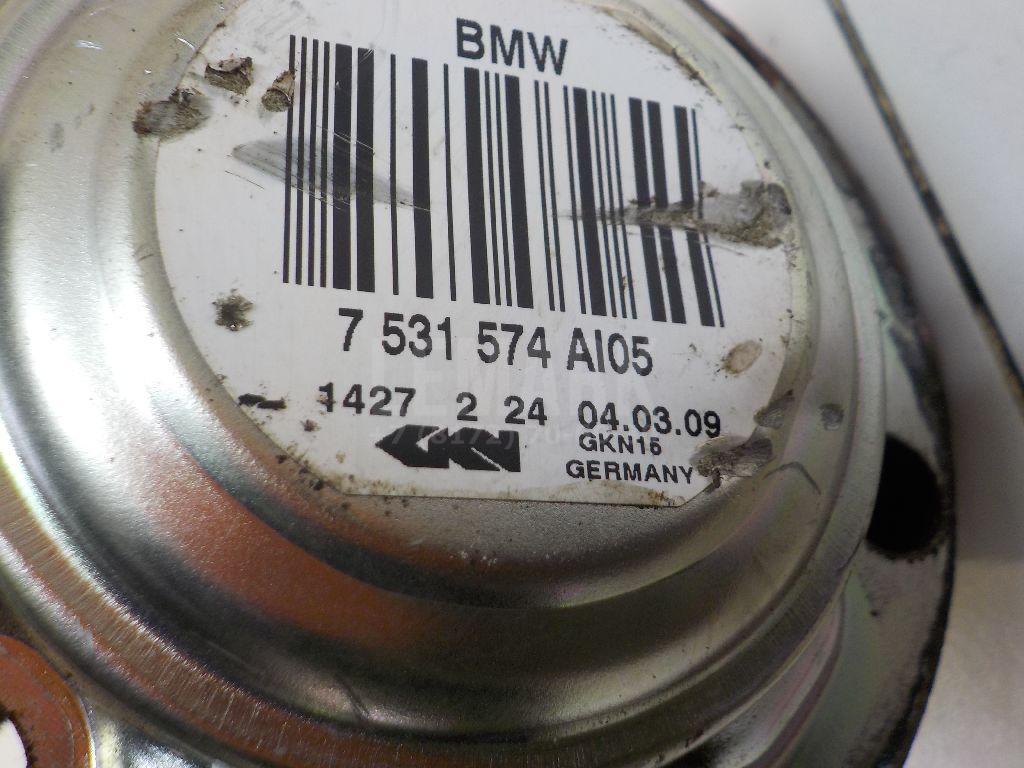 BMW
7 531 574 AI05
1427 2 24 04.03.09
GKN15
GKN GERMANY